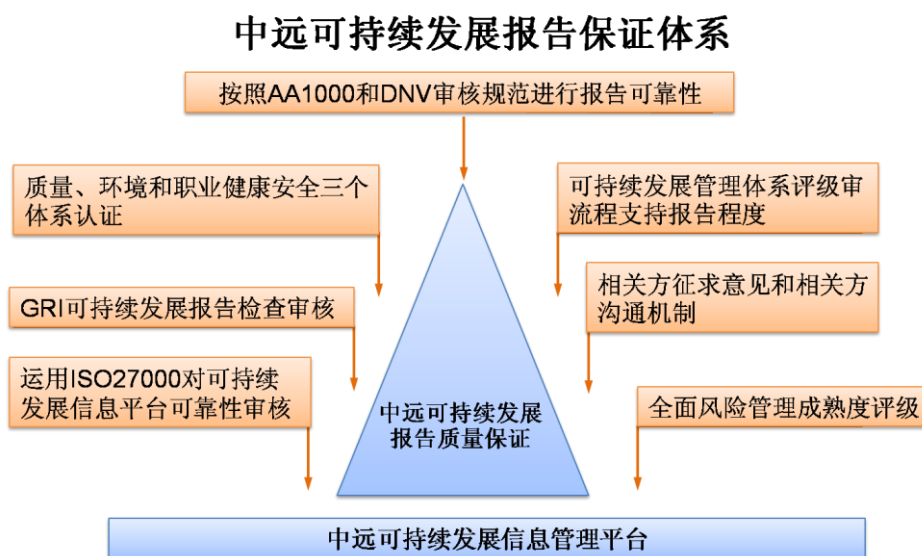 中远可持续发展报告保证体系
按照AA1000和DNV审核规范进行报告可靠性
质量、环境和职业健康安全三个
体系认证
可持续发展管理体系评级审
流程支持报告程度
GRI可持续发展报告检查审核
相关方征求意见和相关方
沟通机制
运用ISO27000对可持续
发展信息平台可靠性审核
全面风险管理成熟度评级
中远可持续发展
报告质量保证
中远可持续发展信息管理平台